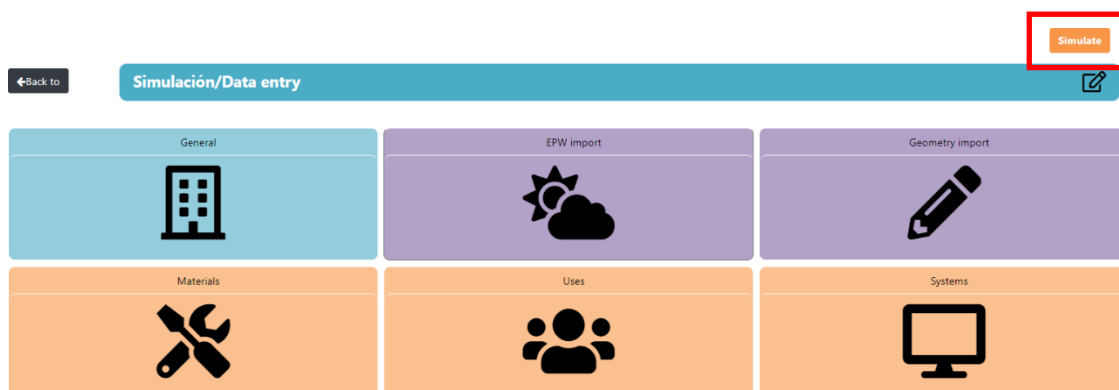 Simulate
Back to
Simulación/Data entry
General
EPW import
Geometry import
Materials
Uses
Systems